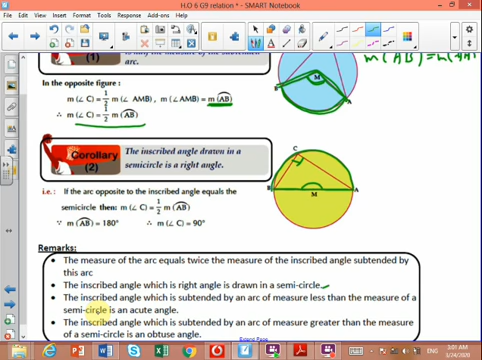 H.O 6 G9 relation * - SMART Notebook
File Edit View Insert Format Tools Add-ons Response Help
(1)
arc.
m(AB) = m(
In the opposite figure :
m (∠ C) = 1/2 m (∠ AMB) , m (∠ AMB) = m (AB)
∴ m (∠ C) = 1/2 m (AB)
M
B
A
Corollary
(2)
The inscribed angle drawn in a
semicircle is a right angle.
C
B
M
A
i.e.: If the arc opposite to the inscribed angle equals the
semicircle then: m (∠ C) = 1/2 m (AB)
∵ m (AB) = 180° ∴ m (∠ C) = 90°
Remarks:
• The measure of the arc equals twice the measure of the inscribed angle subtended by
this arc
• The inscribed angle which is right angle is drawn in a semi-circle.
• The inscribed angle which is subtended by an arc of measure less than the measure of a
semi-circle is an acute angle.
• The inscribed angle which is subtended by an arc of measure greater than the measure
of a semi-circle is an obtuse angle.
Extend Page
3:01 AM
3/24/2020